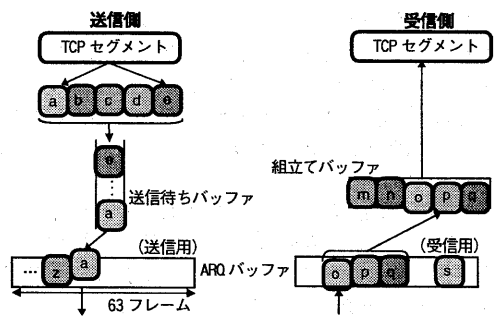 送信側
受信側
TCP セグメント
TCP セグメント
a b c d e
e
⋮
a
送信待ちバッファ
組立てバッファ
m n o p q
(送信用)
(受信用)
… z a
ARQ バッファ
o p q s
63 フレーム